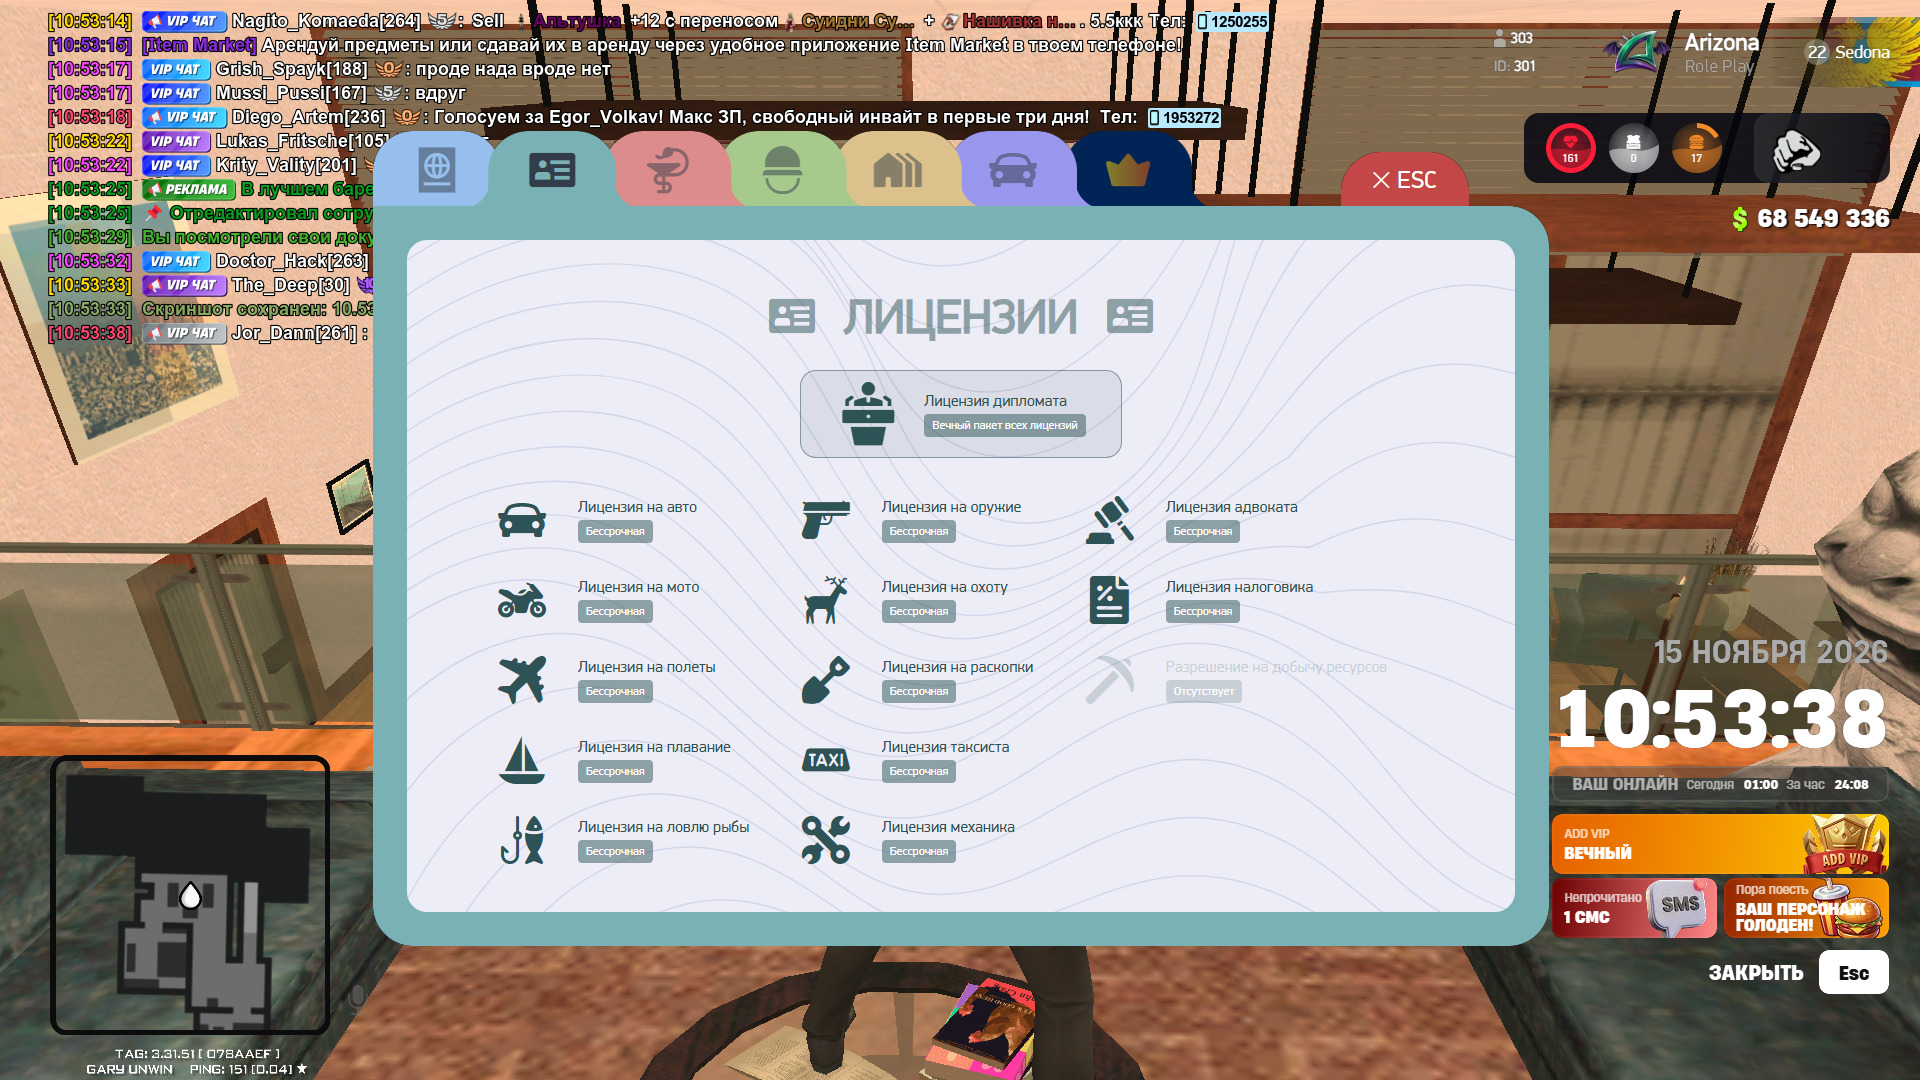 [10:53:14] VIP ЧАТ Nagito_Komaeda[264] 5 : Sell Альтушка +12 с переносом Суидни Су... + Нашивка н... . 5.5ккк Тел: 1250255
[10:53:15] [Item Market] Арендуй предметы или сдавай их в аренду через удобное приложение Item Market в твоем телефоне!
[10:53:17] VIP ЧАТ Grish_Spayk[188] 0 : проде нада вроде нет
[10:53:17] VIP ЧАТ Mussi_Pussi[167] 5 : вдруг
[10:53:18] VIP ЧАТ Diego_Artem[236] 0 : Голосуем за Egor_Volkav! Макс ЗП, свободный инвайт в первые три дня! Тел: 1953272
[10:53:22] VIP ЧАТ Lukas_Fritsche[105]
[10:53:22] VIP ЧАТ Krity_Vality[201]
[10:53:25] РЕКЛАМА В лучшем баре
[10:53:25] Отредактировал сотру
[10:53:29] Вы посмотрели свои доку
[10:53:32] VIP ЧАТ Doctor_Hack[263]
[10:53:33] VIP ЧАТ The_Deep[30]
[10:53:33] Скриншот сохранен: 10.53
[10:53:38] VIP ЧАТ Jor_Dann[261] :
303
ID: 301
Arizona
Role Play
22 Sedona
161
0
17
$ 68 549 336
ESC
ЛИЦЕНЗИИ
Лицензия дипломата
Вечный пакет всех лицензий
Лицензия на авто
Бессрочная
Лицензия на оружие
Бессрочная
Лицензия адвоката
Бессрочная
Лицензия на мото
Бессрочная
Лицензия на охоту
Бессрочная
Лицензия налоговика
Бессрочная
Лицензия на полеты
Бессрочная
Лицензия на раскопки
Бессрочная
Разрешение на добычу ресурсов
Отсутствует
Лицензия на плавание
Бессрочная
TAXI
Лицензия таксиста
Бессрочная
Лицензия на ловлю рыбы
Бессрочная
Лицензия механика
Бессрочная
15 НОЯБРЯ 2026
10:53:38
ВАШ ОНЛАЙН Сегодня 01:00 За час 24:08
ADD VIP
ВЕЧНЫЙ
ADD VIP
Непрочитано
1 СМС
SMS
Пора поесть
ВАШ ПЕРСОНАЖ
ГОЛОДЕН!
ЗАКРЫТЬ Esc
TAG: 3.31.51 [ 078AAEF ]
GARY UNWIN PING: 151 [0.04] ★